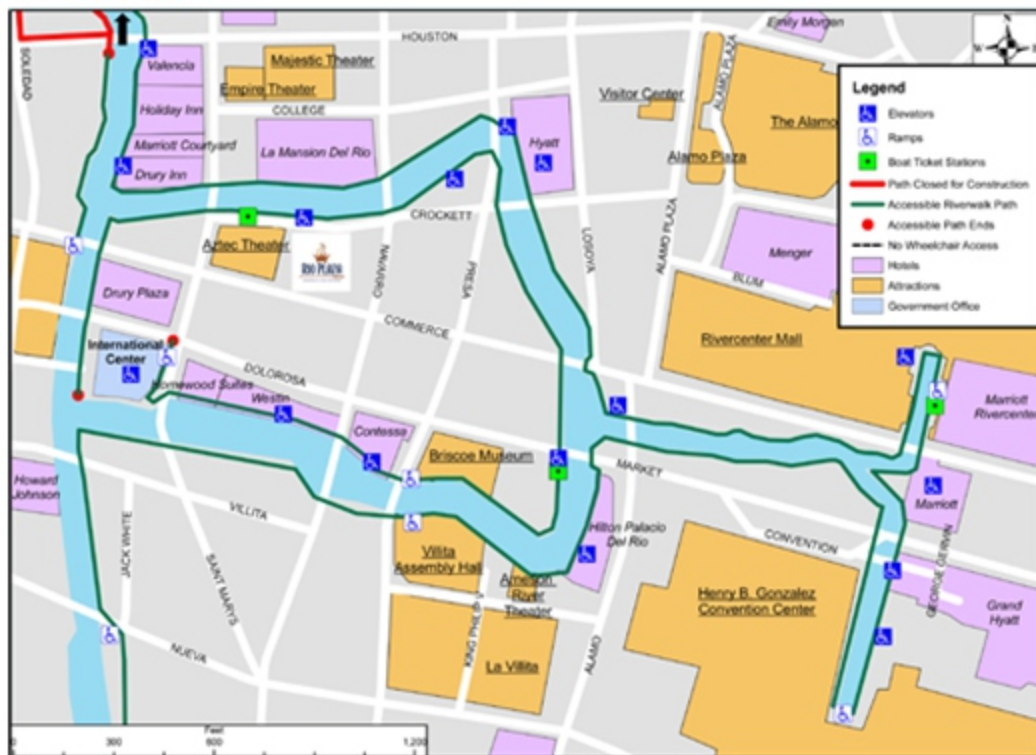 HOUSTON
Emily Morgan
N
W
SOLEDAD
Valencia
Majestic Theater
Empire Theater
COLLEGE
Visitor Center
ALAMO PLAZA
The Alamo
Holiday Inn
Marriott Courtyard
Drury Inn
La Mansion Del Rio
Hyatt
Alamo Plaza
Legend
Elevators
Ramps
Boat Ticket Stations
Path Closed for Construction
Accessible Riverwalk Path
Accessible Path Ends
No Wheelchair Access
Hotels
Attractions
Government Office
CROCKETT
Aztec Theater
RIO PLAZA
NAVARRO
PRESA
LOSOYA
ALAMO PLAZA
Menger
BLUM
Drury Plaza
COMMERCE
Rivercenter Mall
International
Center
DOLOROSA
Homewood Suites
Westin
Contessa
Marriott
Rivercenter
Briscoe Museum
MARKET
Howard
Johnson
VILLITA
JACK WHITE
SAINT MARYS
Villita
Assembly Hall
Hilton Palacio
Del Rio
Marriott
CONVENTION
GEORGE GERVIN
Arneson
River
Theater
Henry B. Gonzalez
Convention Center
Grand
Hyatt
KING PHILIP V
NUEVA
La Villita
ALAMO
Feet
300
600
1,200